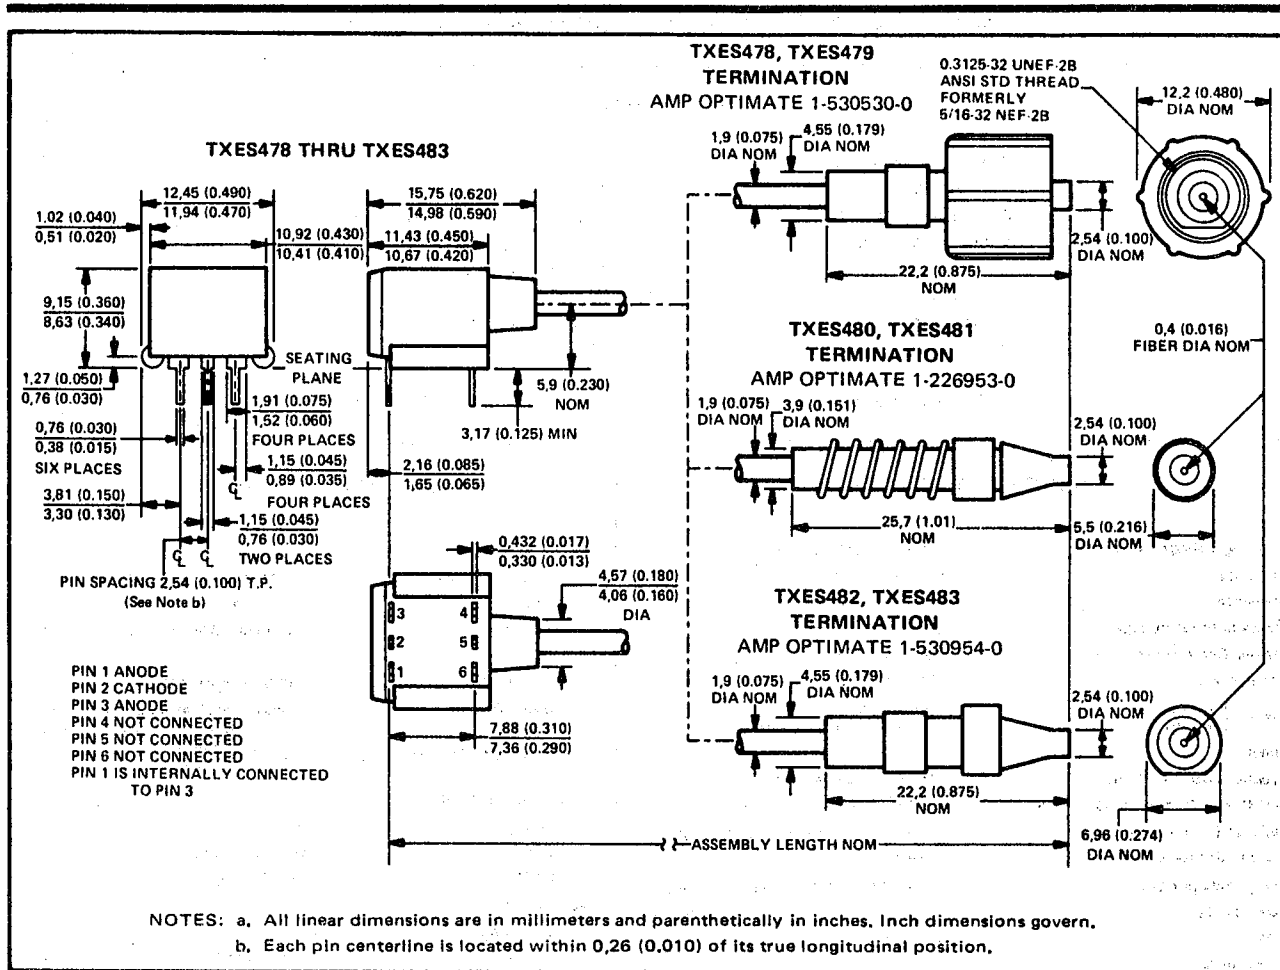 TXES478 THRU TXES483
12,45 (0.490)
11,94 (0.470)
1.02 (0.040)
0,51 (0.020)
10,92 (0.430)
10,41 (0.410)
9,15 (0.360)
8,63 (0.340)
1,27 (0.050)
0,76 (0.030)
SEATING
PLANE
1,91 (0.075)
1,52 (0.060)
FOUR PLACES
0,76 (0.030)
0,38 (0.015)
SIX PLACES
1,15 (0.045)
0,89 (0.035)
FOUR PLACES
3,81 (0.150)
3,30 (0.130)
1,15 (0.045)
0,76 (0.030)
TWO PLACES
PIN SPACING 2,54 (0.100) T.P.
(See Note b)
15,75 (0.620)
14,98 (0.590)
11,43 (0.450)
10,67 (0.420)
5,9 (0.230)
NOM
3,17 (0.125) MIN
2,16 (0.085)
1,65 (0.065)
0,432 (0.017)
0,330 (0.013)
4,57 (0.180)
4,06 (0.160)
DIA
3
4
2
5
1
6
7,88 (0.310)
7,36 (0.290)
PIN 1 ANODE
PIN 2 CATHODE
PIN 3 ANODE
PIN 4 NOT CONNECTED
PIN 5 NOT CONNECTED
PIN 6 NOT CONNECTED
PIN 1 IS INTERNALLY CONNECTED
TO PIN 3
TXES478, TXES479
TERMINATION
AMP OPTIMATE 1-530530-0
0.3125-32 UNEF-2B
ANSI STD THREAD
FORMERLY
5/16-32 NEF-2B
12,2 (0.480)
DIA NOM
1,9 (0.075)
DIA NOM
4,55 (0.179)
DIA NOM
2,54 (0.100)
DIA NOM
22,2 (0.875)
NOM
0,4 (0.016)
FIBER DIA NOM
TXES480, TXES481
TERMINATION
AMP OPTIMATE 1-226953-0
1,9 (0.075)
DIA NOM
3,9 (0.151)
DIA NOM
2,54 (0.100)
DIA NOM
25,7 (1.01)
NOM
5,5 (0.216)
DIA NOM
TXES482, TXES483
TERMINATION
AMP OPTIMATE 1-530954-0
1,9 (0.075)
DIA NOM
4,55 (0.179)
DIA NOM
2,54 (0.100)
DIA NOM
22,2 (0.875)
NOM
6,96 (0.274)
DIA NOM
ASSEMBLY LENGTH NOM
NOTES: a. All linear dimensions are in millimeters and parenthetically in inches. Inch dimensions govern.
b. Each pin centerline is located within 0,26 (0.010) of its true longitudinal position.